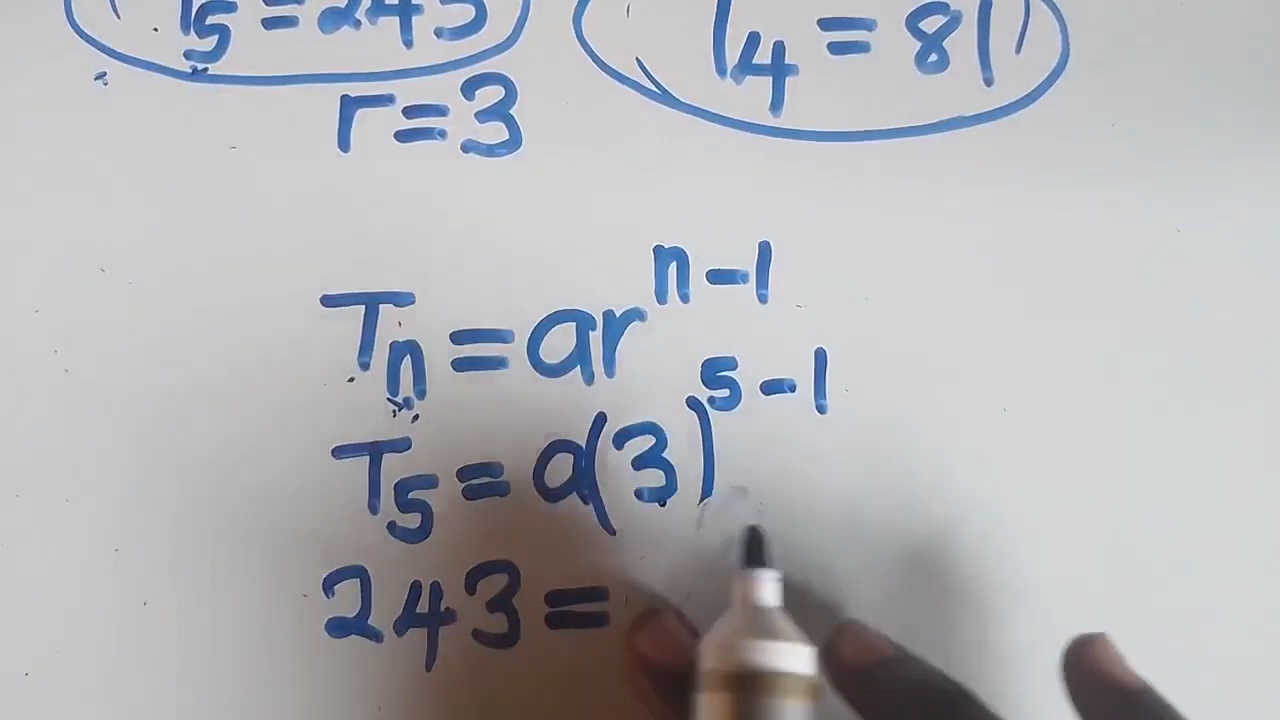 T5 = 243 T4 = 81
r = 3
Tn = ar^n-1
T5 = a(3)^5-1
243 =